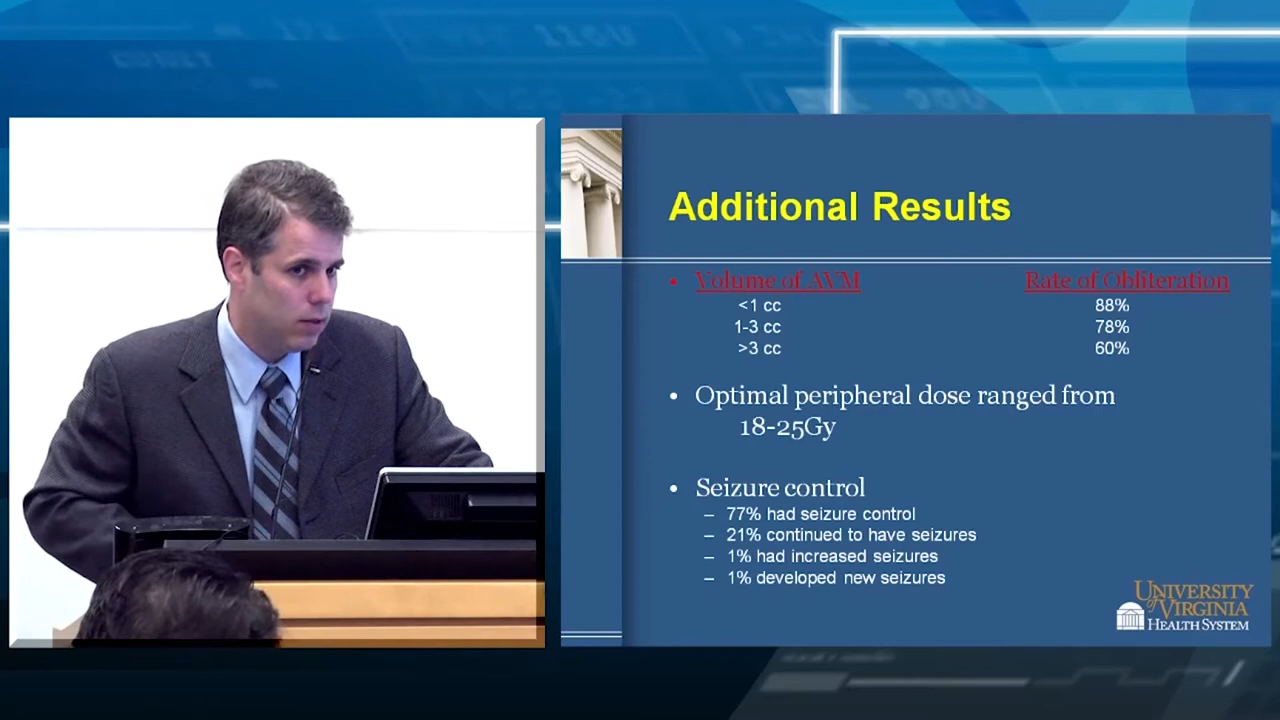 Additional Results
• Volume of AVM Rate of Obliteration
<1 cc 88%
1-3 cc 78%
>3 cc 60%
• Optimal peripheral dose ranged from
18-25Gy
• Seizure control
– 77% had seizure control
– 21% continued to have seizures
– 1% had increased seizures
– 1% developed new seizures
UNIVERSITY
of VIRGINIA
HEALTH SYSTEM